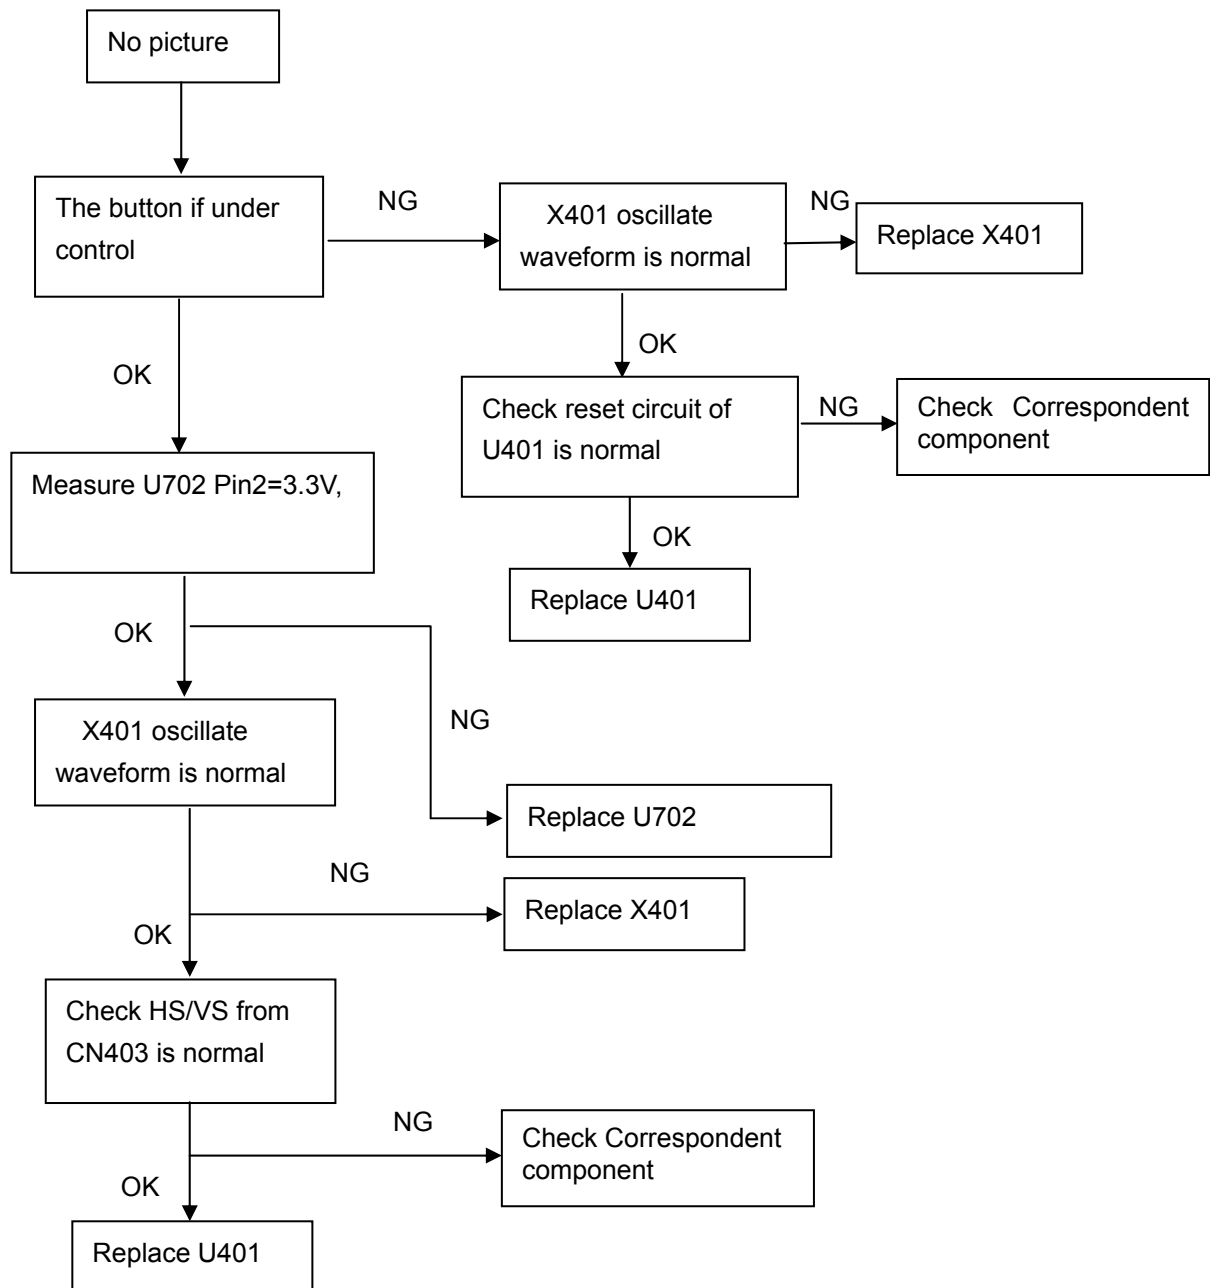 No picture
The button if under
control
NG
X401 oscillate
waveform is normal
NG
Replace X401
OK
OK
Check reset circuit of
U401 is normal
NG
Check Correspondent
component
Measure U702 Pin2=3.3V,
OK
Replace U401
OK
NG
X401 oscillate
waveform is normal
Replace U702
NG
Replace X401
OK
Check HS/VS from
CN403 is normal
NG
Check Correspondent
component
OK
Replace U401